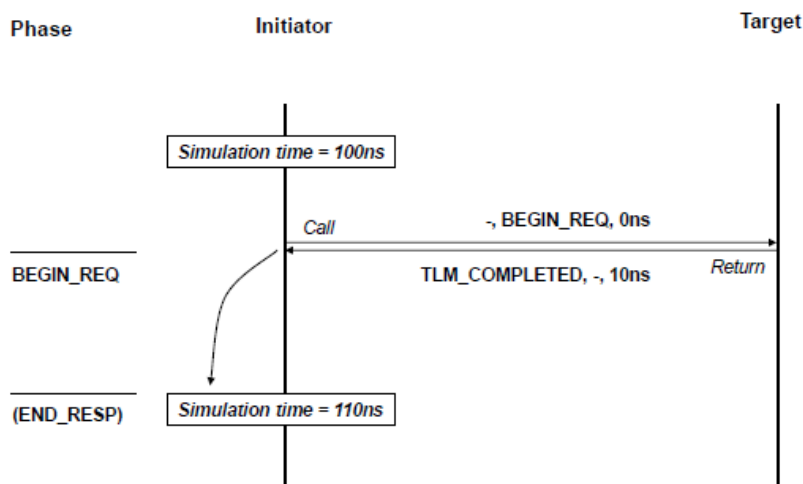 Phase
Initiator
Target
Simulation time = 100ns
Call
-, BEGIN_REQ, 0ns
BEGIN_REQ
TLM_COMPLETED, -, 10ns
Return
(END_RESP)
Simulation time = 110ns